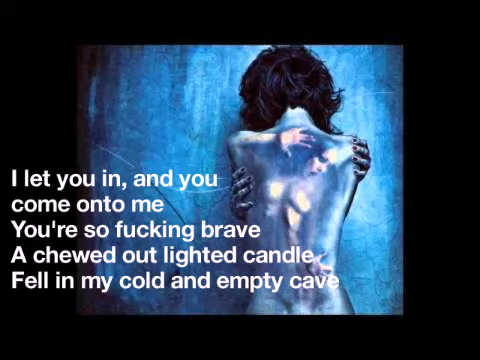 I let you in, and you
come onto me
You're so fucking brave
A chewed out lighted candle
Fell in my cold and empty cave